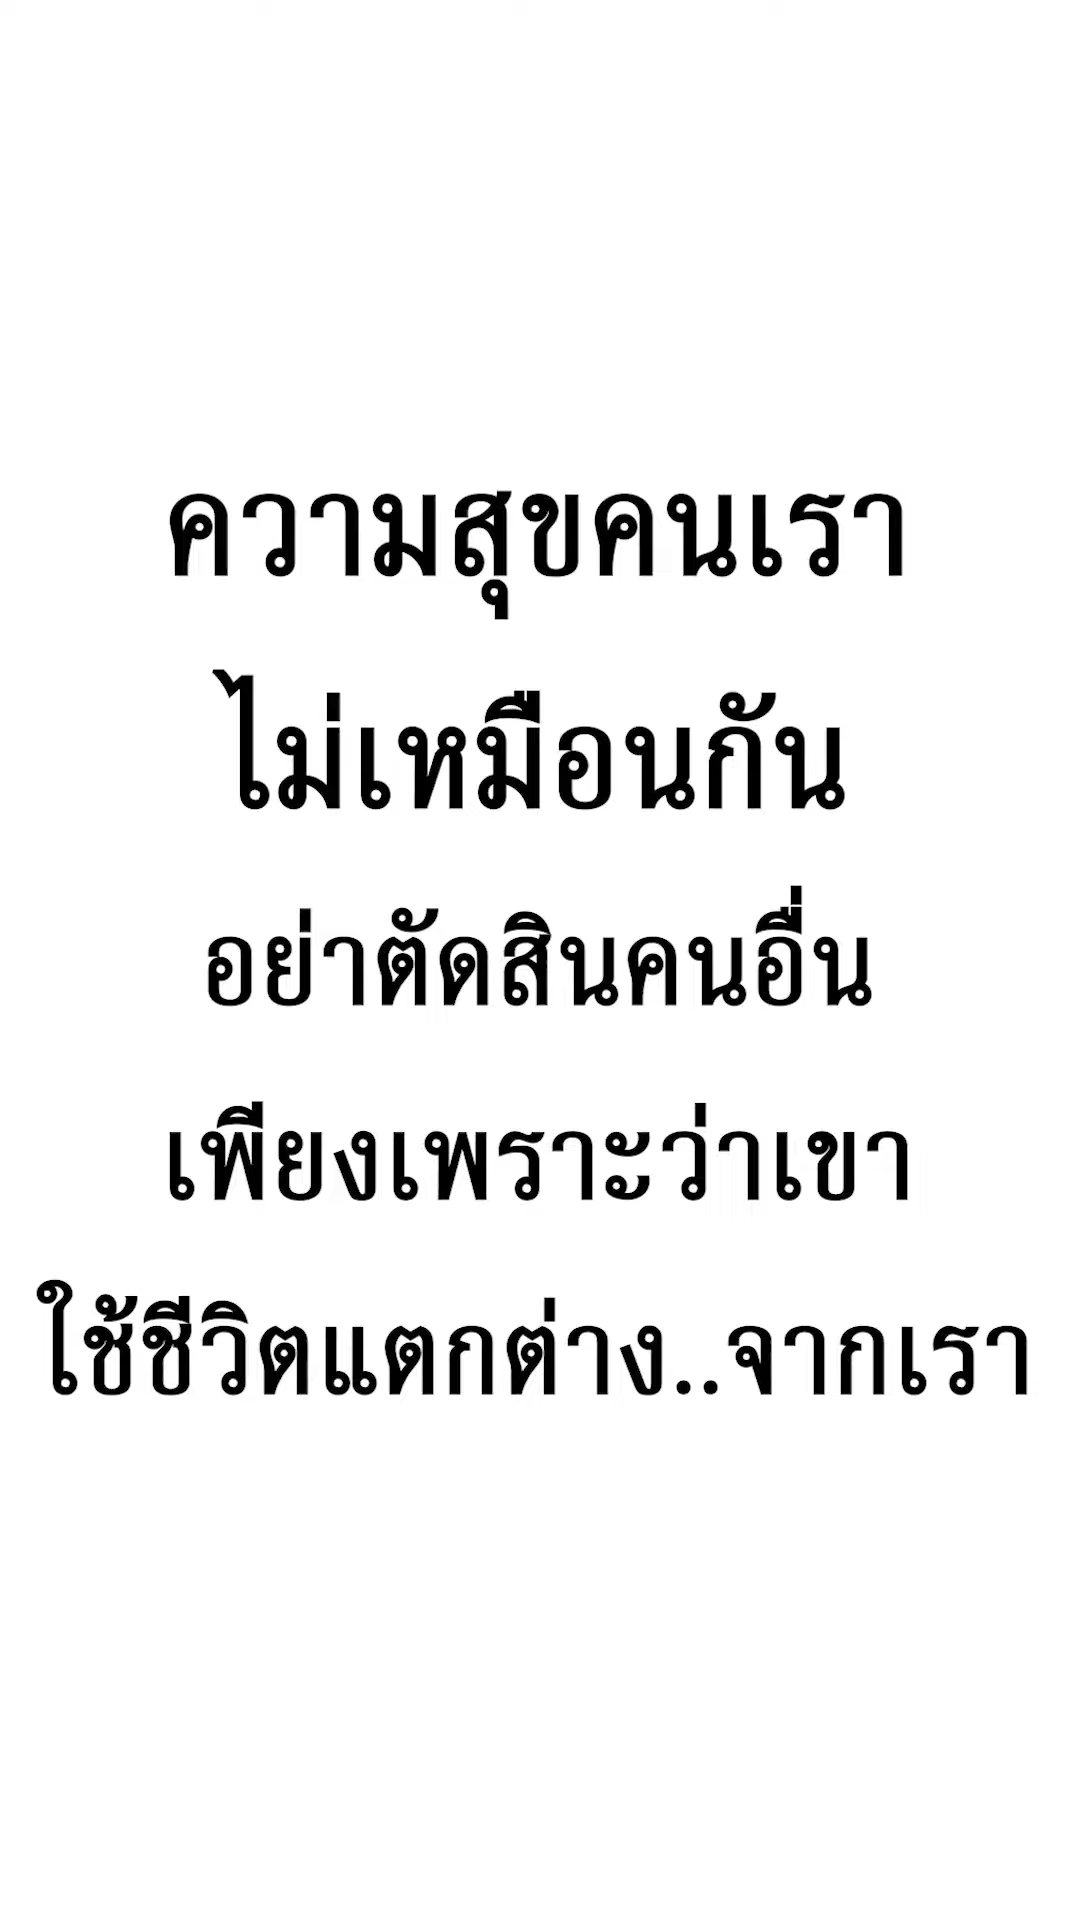 ความสุขคนเรา
ไม่เหมือนกัน
อย่าตัดสินคนอื่น
เพียงเพราะว่าเขา
ใช้ชีวิตแตกต่าง..จากเรา